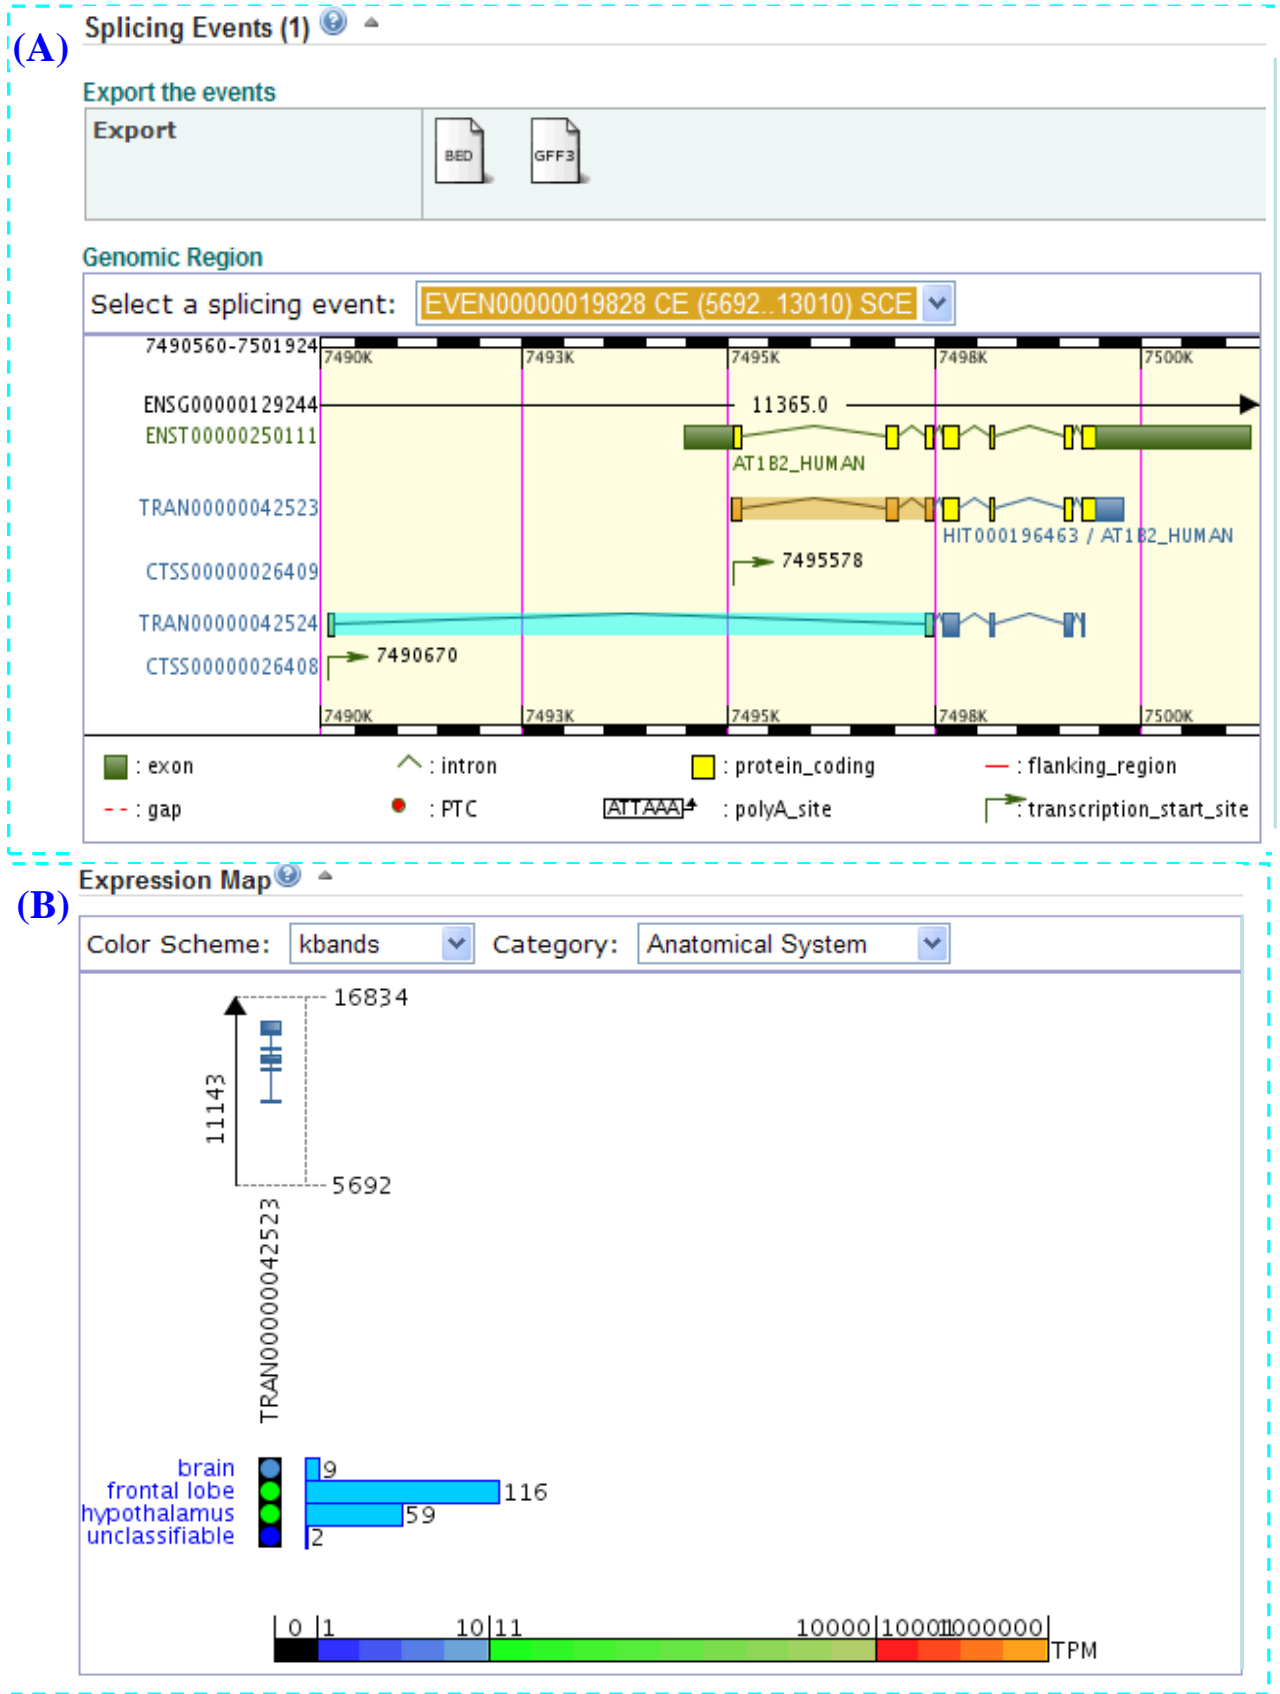 (A)
Splicing Events (1)
Export the events
Export
BED
GFF3
Genomic Region
Select a splicing event: EVEN00000019828 CE (5692..13010) SCE
7490560-7501924
7490K 7493K 7495K 7498K 7500K
ENSG00000129244 11365.0
ENST00000250111
AT1B2_HUMAN
TRAN00000042523
HIT000196463 / AT1B2_HUMAN
CTSS00000026409 7495578
TRAN00000042524
CTSS00000026408 7490670
7490K 7493K 7495K 7498K 7500K
: exon : intron : protein_coding : flanking_region
: gap : PTC ATTAAA : polyA_site : transcription_start_site
(B)
Expression Map
Color Scheme: kbands Category: Anatomical System
16834
11143
5692
TRAN00000042523
brain 9
frontal lobe 116
hypothalamus 59
unclassifiable 2
0 1 10 11 10000 10001 1000000
TPM